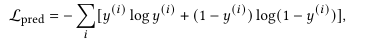 ℒ_pred = − ∑_i [y^(i) log y^(i) + (1 − y^(i)) log(1 − y^(i))],